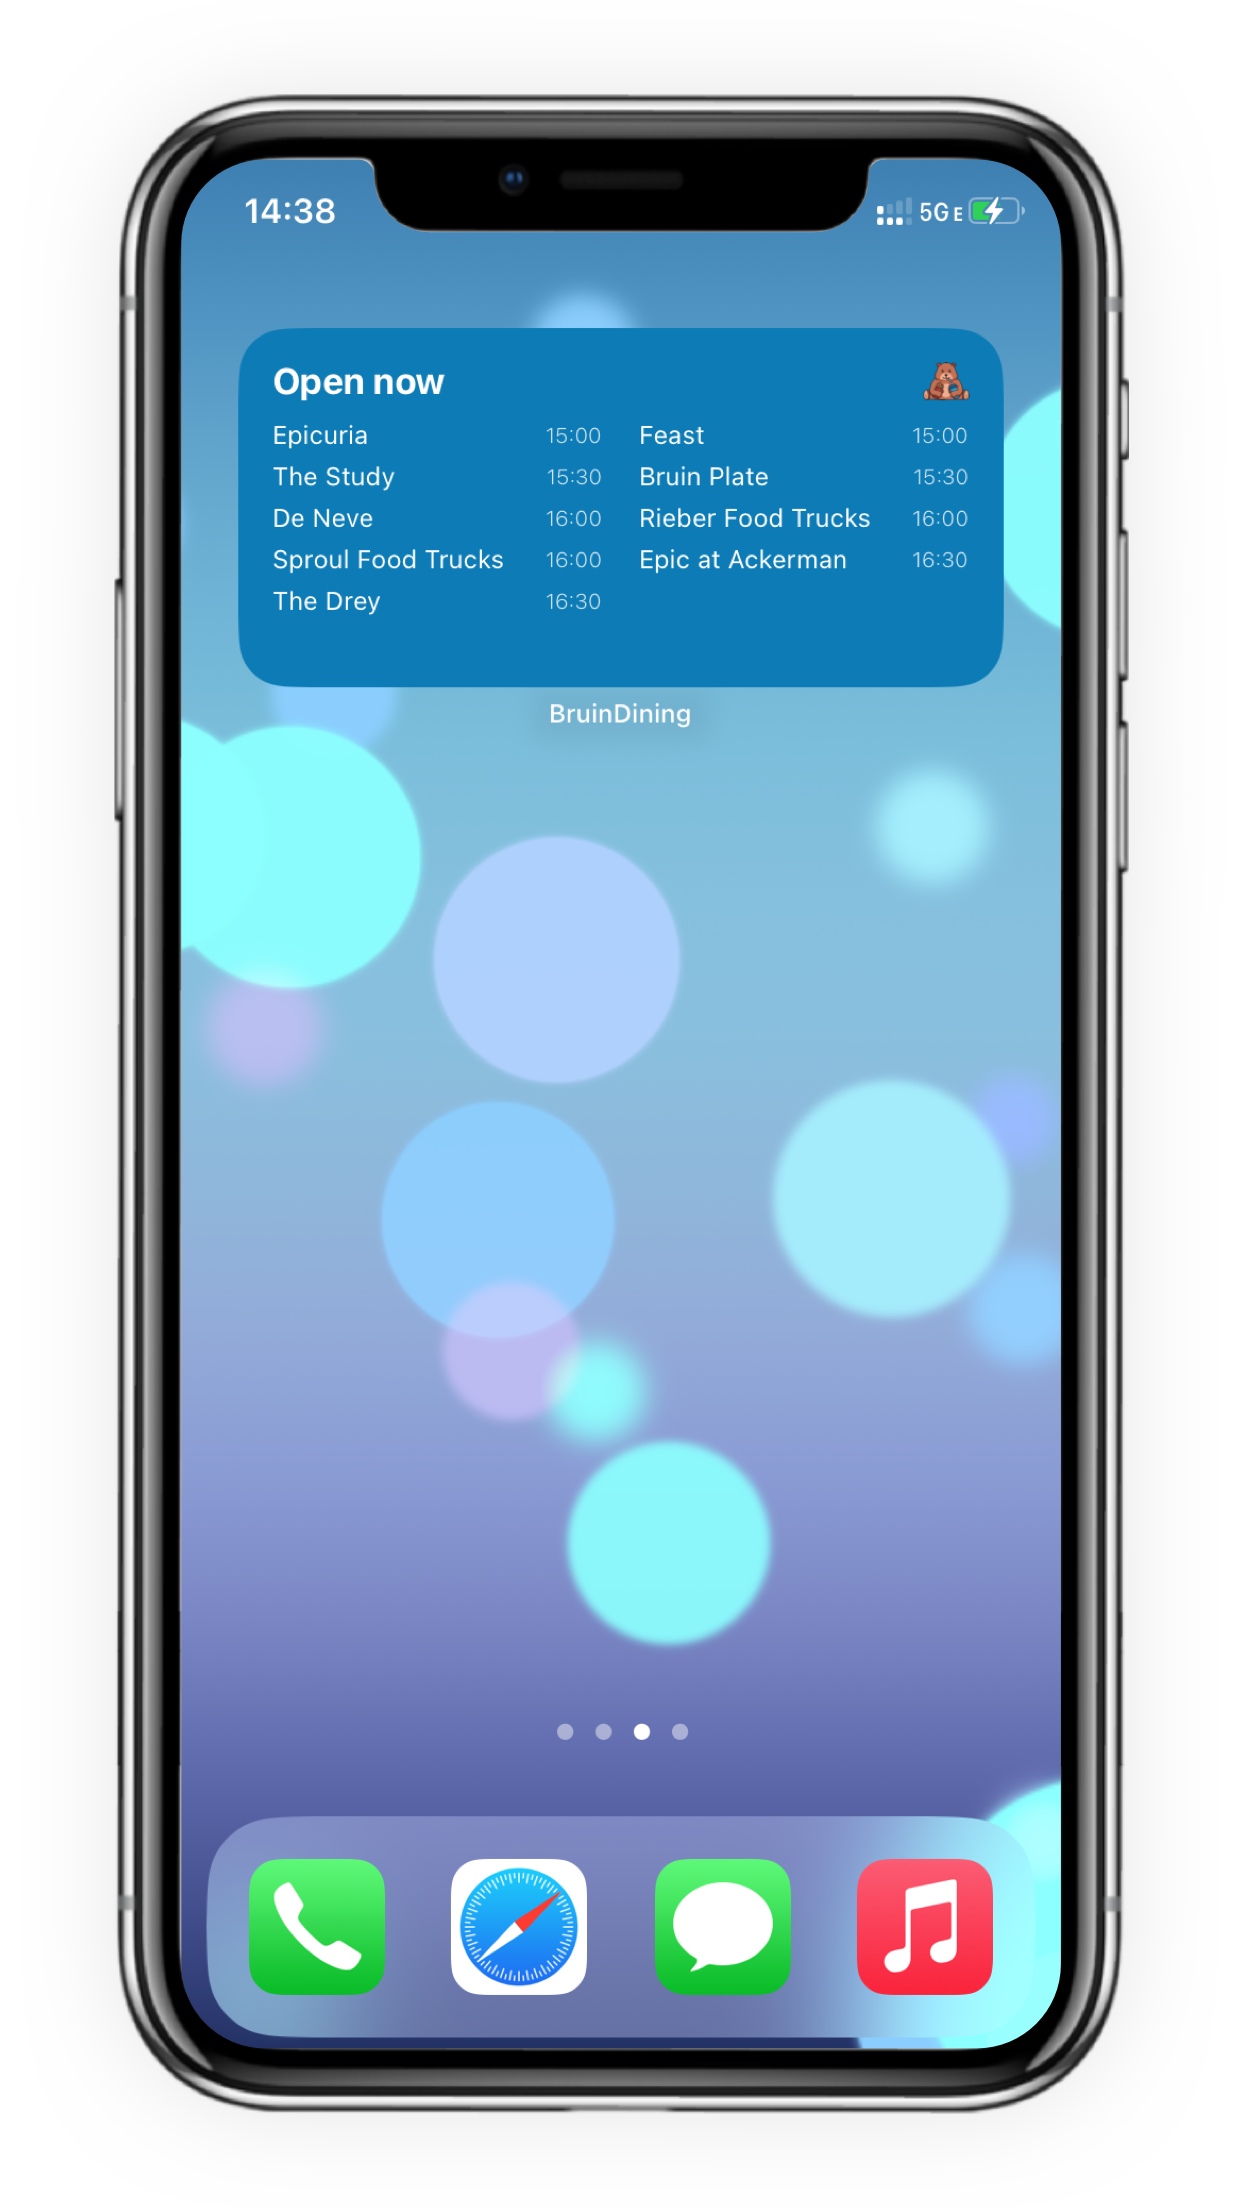 14:38 5G E
Open now
Epicuria 15:00 Feast 15:00
The Study 15:30 Bruin Plate 15:30
De Neve 16:00 Rieber Food Trucks 16:00
Sproul Food Trucks 16:00 Epic at Ackerman 16:30
The Drey 16:30
BruinDining